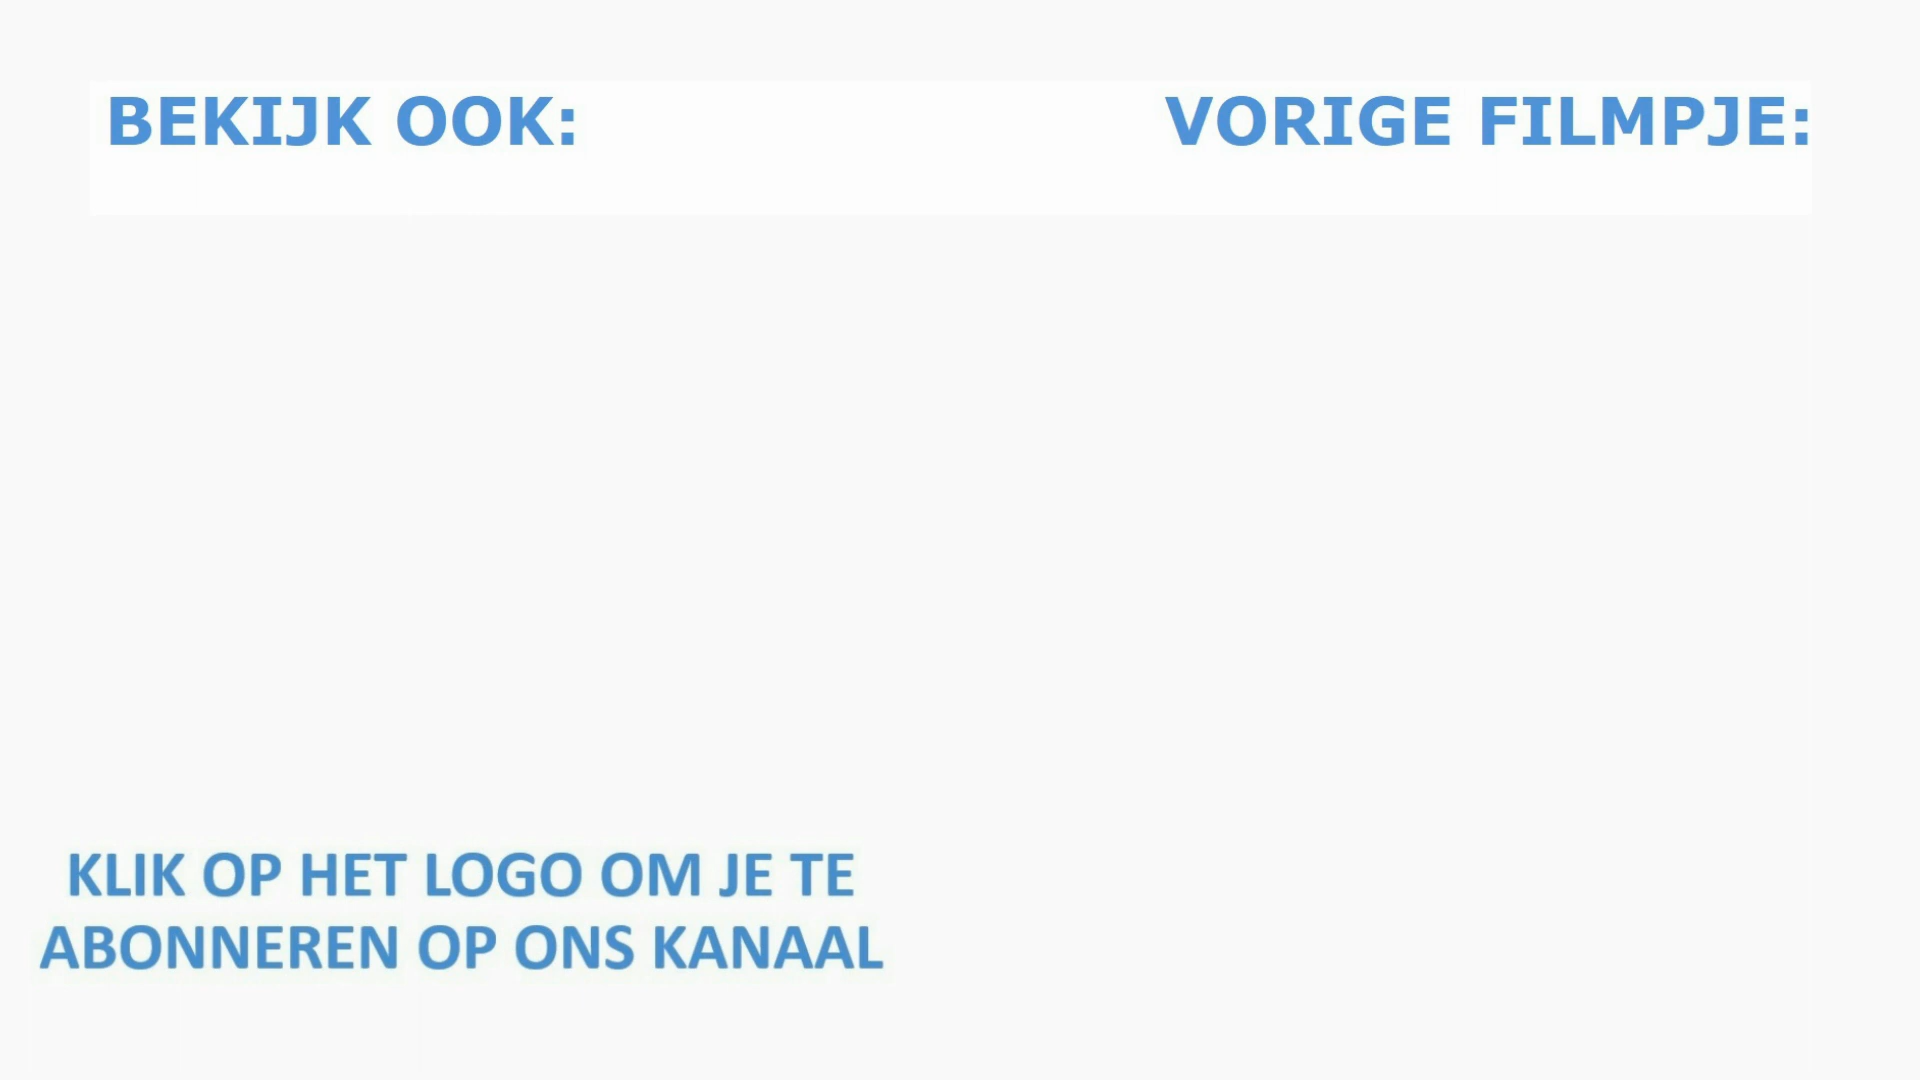 BEKIJK OOK:
VORIGE FILMPJE:
KLIK OP HET LOGO OM JE TE
ABONNEREN OP ONS KANAAL